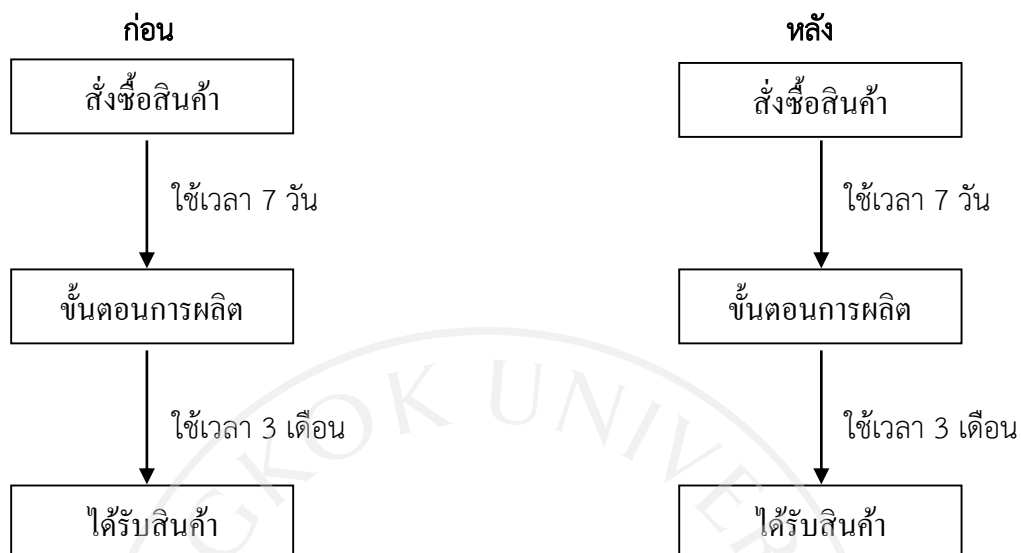 ก่อน
สั่งซื้อสินค้า
ใช้เวลา 7 วัน
ขั้นตอนการผลิต
ใช้เวลา 3 เดือน
ได้รับสินค้า
หลัง
สั่งซื้อสินค้า
ใช้เวลา 7 วัน
ขั้นตอนการผลิต
ใช้เวลา 3 เดือน
ได้รับสินค้า
GKOK UNIVER